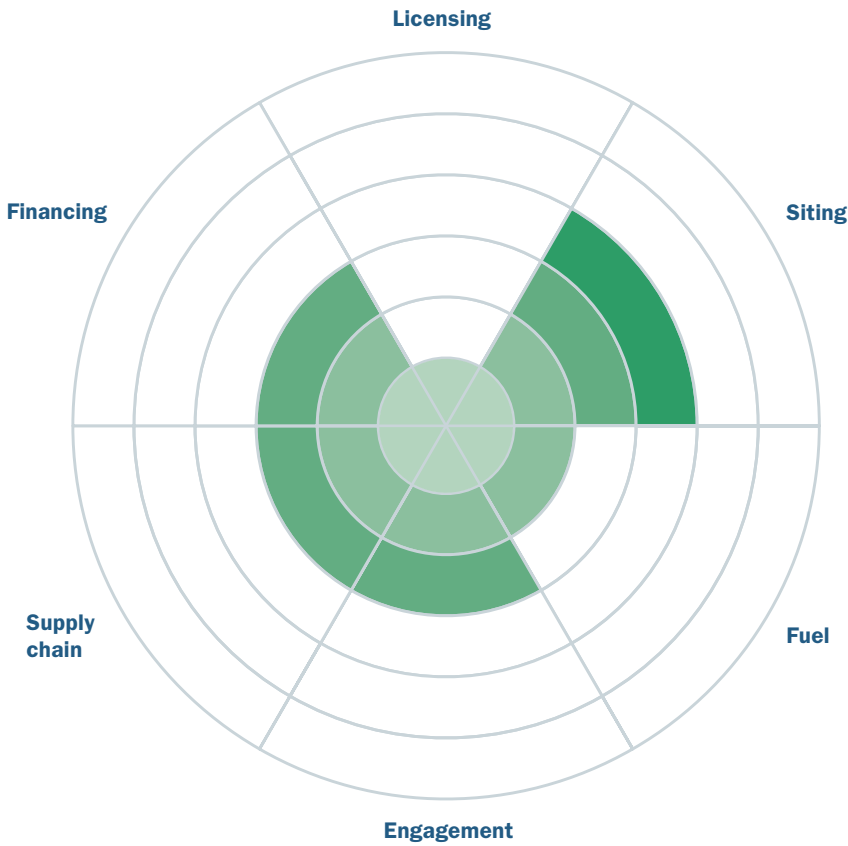 Licensing
Financing
Siting
Supply
chain
Fuel
Engagement